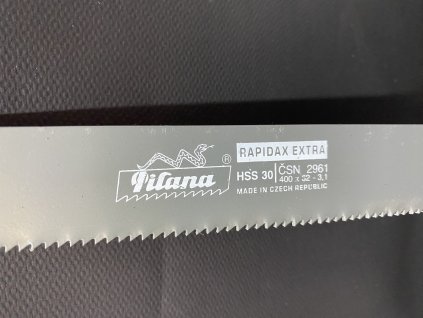 Pilana ®
RAPIDAX EXTRA
HSS 30 ČSN 2961
400 x 32 - 3,1
MADE IN CZECH REPUBLIC